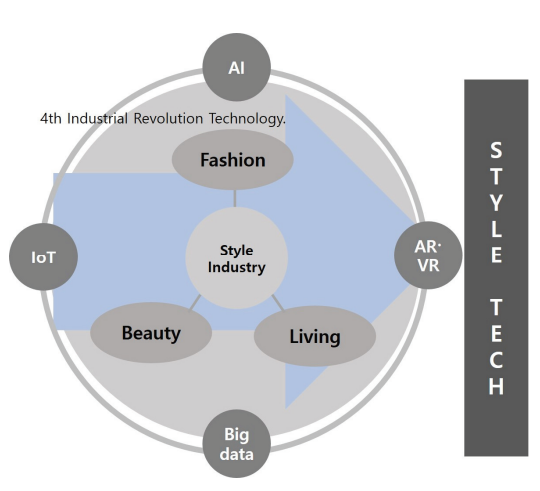 AI
4th Industrial Revolution Technology.
Fashion
IoT
Style
Industry
AR·
VR
Beauty
Living
Big
data
STYLE TECH